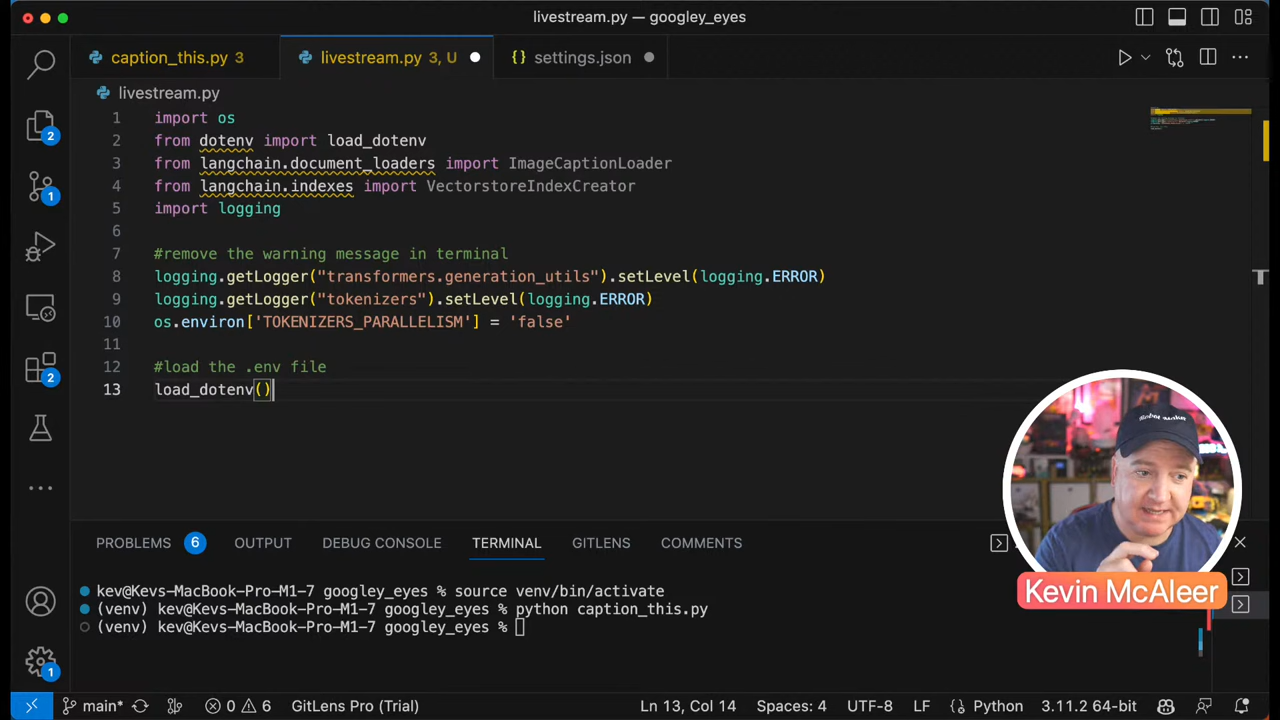 livestream.py — googley_eyes
caption_this.py 3
livestream.py 3, U
{} settings.json
livestream.py
1 import os
2 from dotenv import load_dotenv
3 from langchain.document_loaders import ImageCaptionLoader
4 from langchain.indexes import VectorstoreIndexCreator
5 import logging
6
7 #remove the warning message in terminal
8 logging.getLogger("transformers.generation_utils").setLevel(logging.ERROR)
9 logging.getLogger("tokenizers").setLevel(logging.ERROR)
10 os.environ['TOKENIZERS_PARALLELISM'] = 'false'
11
12 #load the .env file
13 load_dotenv()
2
1
2
1
Robot Maker
Kevin McAleer
PROBLEMS 6 OUTPUT DEBUG CONSOLE TERMINAL GITLENS COMMENTS
kev@Kevs-MacBook-Pro-M1-7 googley_eyes % source venv/bin/activate
(venv) kev@Kevs-MacBook-Pro-M1-7 googley_eyes % python caption_this.py
(venv) kev@Kevs-MacBook-Pro-M1-7 googley_eyes %
main* 0 6 GitLens Pro (Trial) Ln 13, Col 14 Spaces: 4 UTF-8 LF Python 3.11.2 64-bit